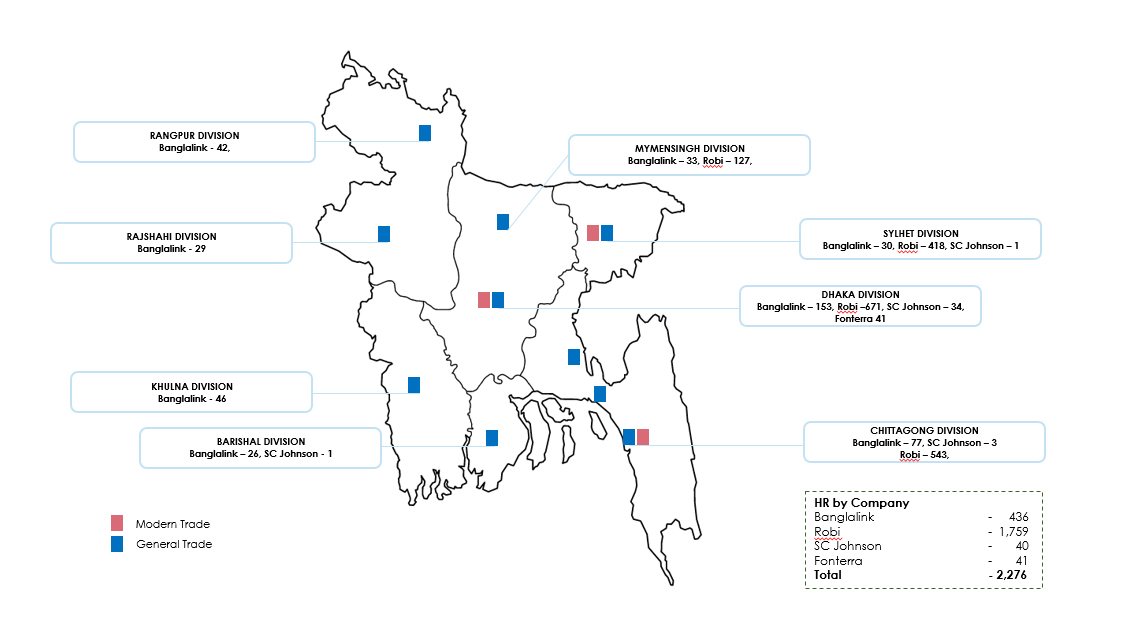 RANGPUR DIVISION
Banglalink - 42,
MYMENSINGH DIVISION
Banglalink – 33, Robi – 127,
RAJSHAHI DIVISION
Banglalink - 29
SYLHET DIVISION
Banglalink – 30, Robi – 418, SC Johnson – 1
DHAKA DIVISION
Banglalink – 153, Robi –671, SC Johnson – 34,
Fonterra 41
KHULNA DIVISION
Banglalink - 46
BARISHAL DIVISION
Banglalink – 26, SC Johnson - 1
CHITTAGONG DIVISION
Banglalink – 77, SC Johnson – 3
Robi – 543,
Modern Trade
General Trade
HR by Company
Banglalink - 436
Robi - 1,759
SC Johnson - 40
Fonterra - 41
Total - 2,276